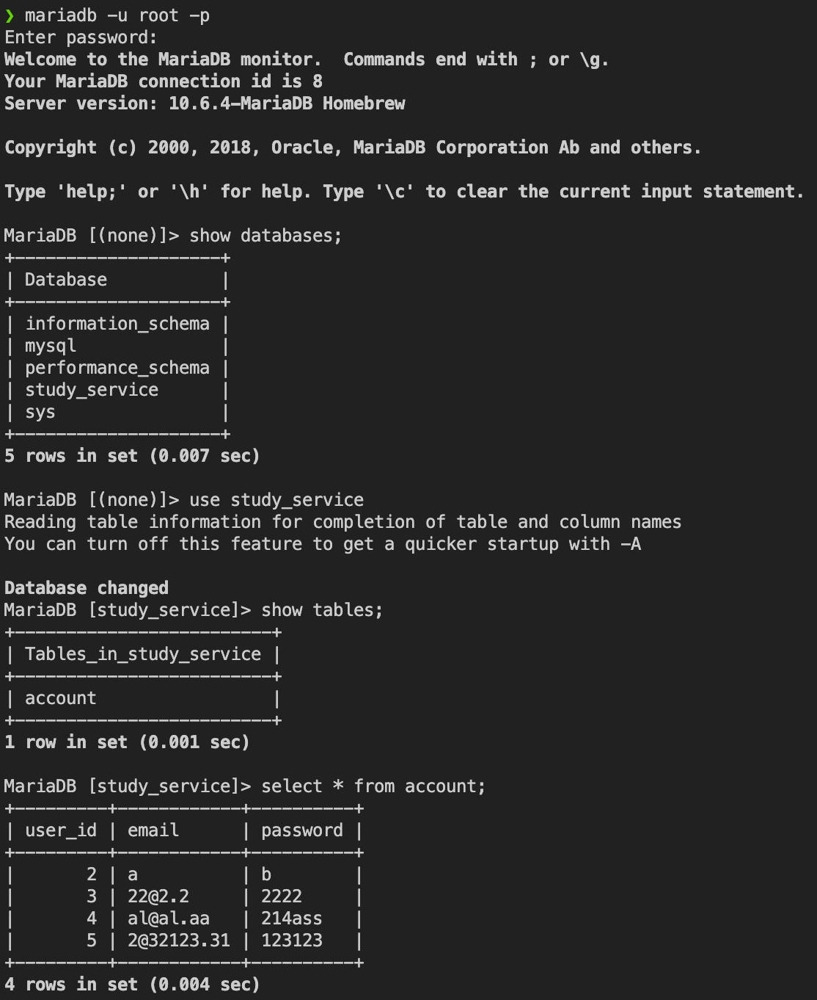 ❯ mariadb -u root -p
Enter password:
Welcome to the MariaDB monitor.  Commands end with ; or \g.
Your MariaDB connection id is 8
Server version: 10.6.4-MariaDB Homebrew

Copyright (c) 2000, 2018, Oracle, MariaDB Corporation Ab and others.

Type 'help;' or '\h' for help. Type '\c' to clear the current input statement.

MariaDB [(none)]> show databases;
+--------------------+
| Database           |
+--------------------+
| information_schema |
| mysql              |
| performance_schema |
| study_service      |
| sys                |
+--------------------+
5 rows in set (0.007 sec)

MariaDB [(none)]> use study_service
Reading table information for completion of table and column names
You can turn off this feature to get a quicker startup with -A

Database changed
MariaDB [study_service]> show tables;
+-------------------------+
| Tables_in_study_service |
+-------------------------+
| account                 |
+-------------------------+
1 row in set (0.001 sec)

MariaDB [study_service]> select * from account;
+---------+------------+----------+
| user_id | email      | password |
+---------+------------+----------+
|       2 | a          | b        |
|       3 | 22@2.2     | 2222     |
|       4 | al@al.aa   | 214ass   |
|       5 | 2@32123.31 | 123123   |
+---------+------------+----------+
4 rows in set (0.004 sec)